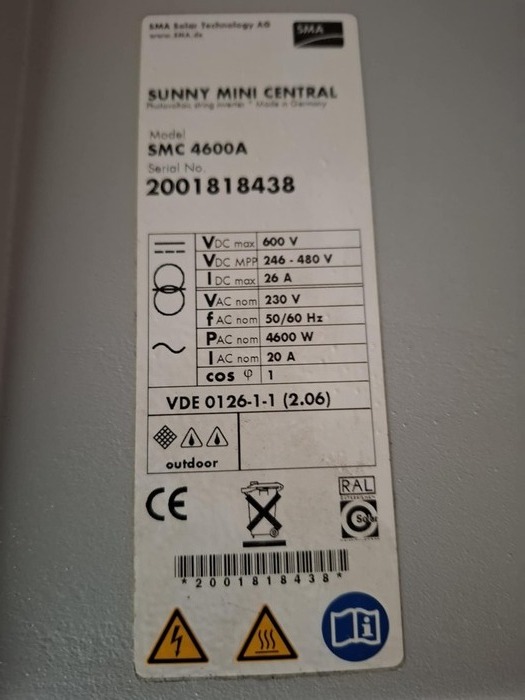 SMA Solar Technology AG
www.SMA.de
SMA
SUNNY MINI CENTRAL
Photovoltaic string inverter * Made in Germany
Model
SMC 4600A
Serial No.
2001818438
VDC max 600 V
VDC MPP 246 - 480 V
IDC max 26 A
VAC nom 230 V
fAC nom 50/60 Hz
PAC nom 4600 W
IAC nom 20 A
cos φ 1
VDE 0126-1-1 (2.06)
outdoor
CE
RAL
Solar
*2001818438*
i